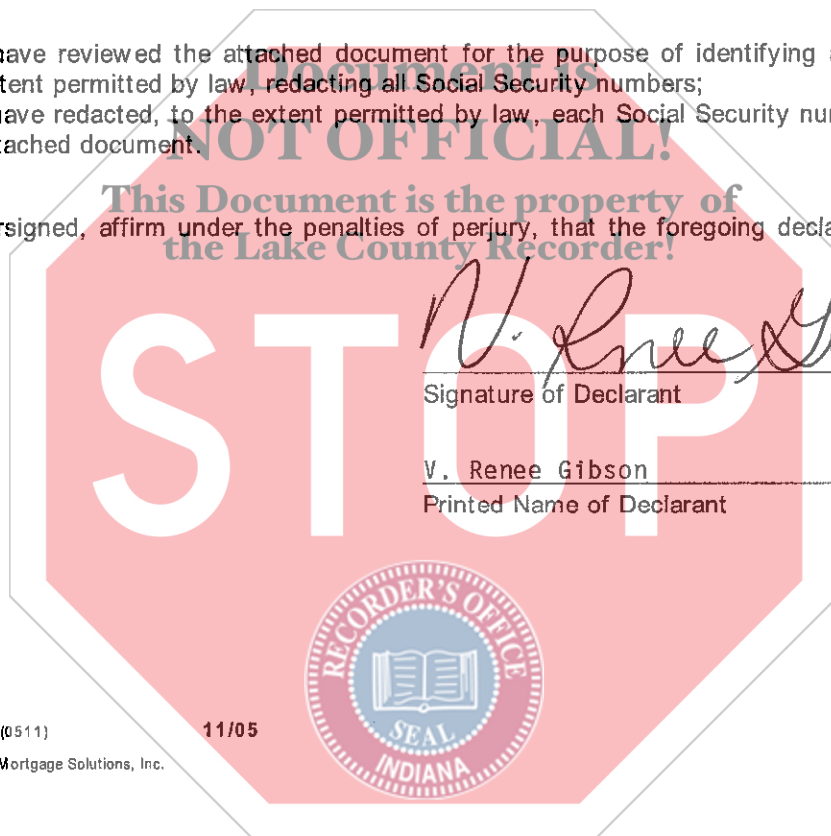 have reviewed the attached document for the purpose of identifying
tent permitted by law, redacting all Social Security numbers;
have redacted, to the extent permitted by law, each Social Security
tached document.
Document is
NOT OFFICIAL!
This Document is the property of
the Lake County Recorder!
rsigned, affirm under the penalties of perjury, that the foregoing
STOP
V. Renee
Signature of Declarant
V. Renee Gibson
Printed Name of Declarant
RECORDER'S OFFICE
SEAL
INDIANA
(0511)
11/05
Mortgage Solutions, Inc.